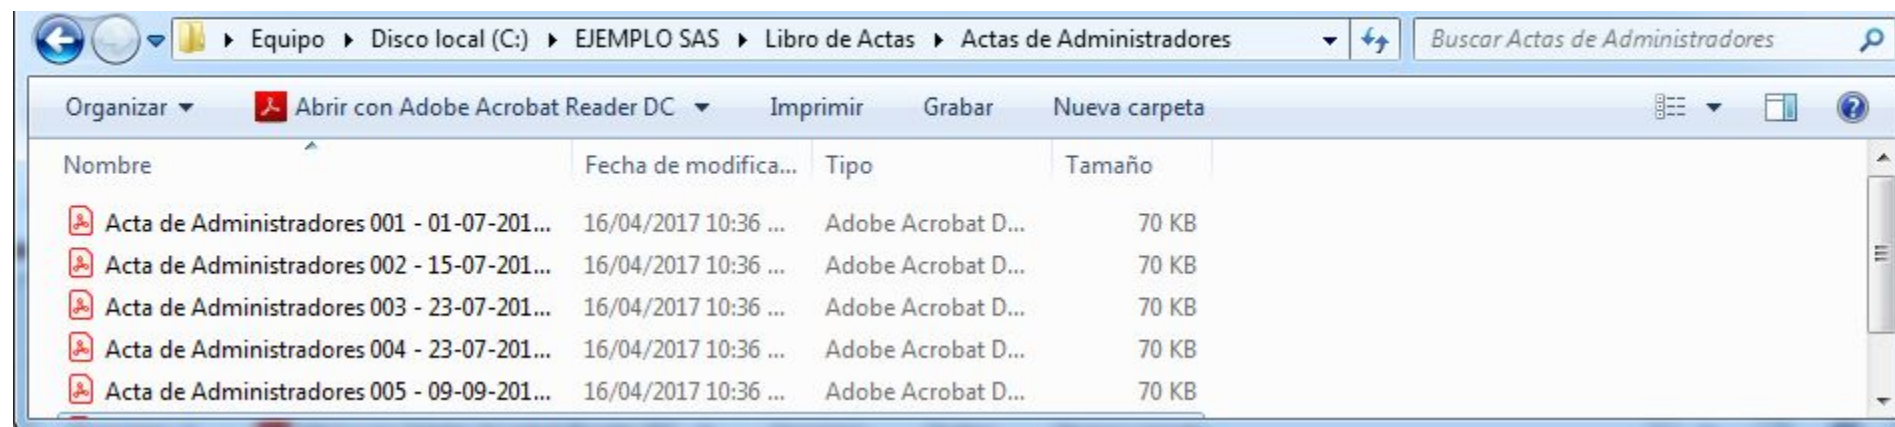 Equipo Disco local (C:) EJEMPLO SAS Libro de Actas Actas de Administradores Buscar Actas de Administradores
Organizar Abrir con Adobe Acrobat Reader DC Imprimir Grabar Nueva carpeta
Nombre Fecha de modifica... Tipo Tamaño
Acta de Administradores 001 - 01-07-201... 16/04/2017 10:36 ... Adobe Acrobat D... 70 KB
Acta de Administradores 002 - 15-07-201... 16/04/2017 10:36 ... Adobe Acrobat D... 70 KB
Acta de Administradores 003 - 23-07-201... 16/04/2017 10:36 ... Adobe Acrobat D... 70 KB
Acta de Administradores 004 - 23-07-201... 16/04/2017 10:36 ... Adobe Acrobat D... 70 KB
Acta de Administradores 005 - 09-09-201... 16/04/2017 10:36 ... Adobe Acrobat D... 70 KB